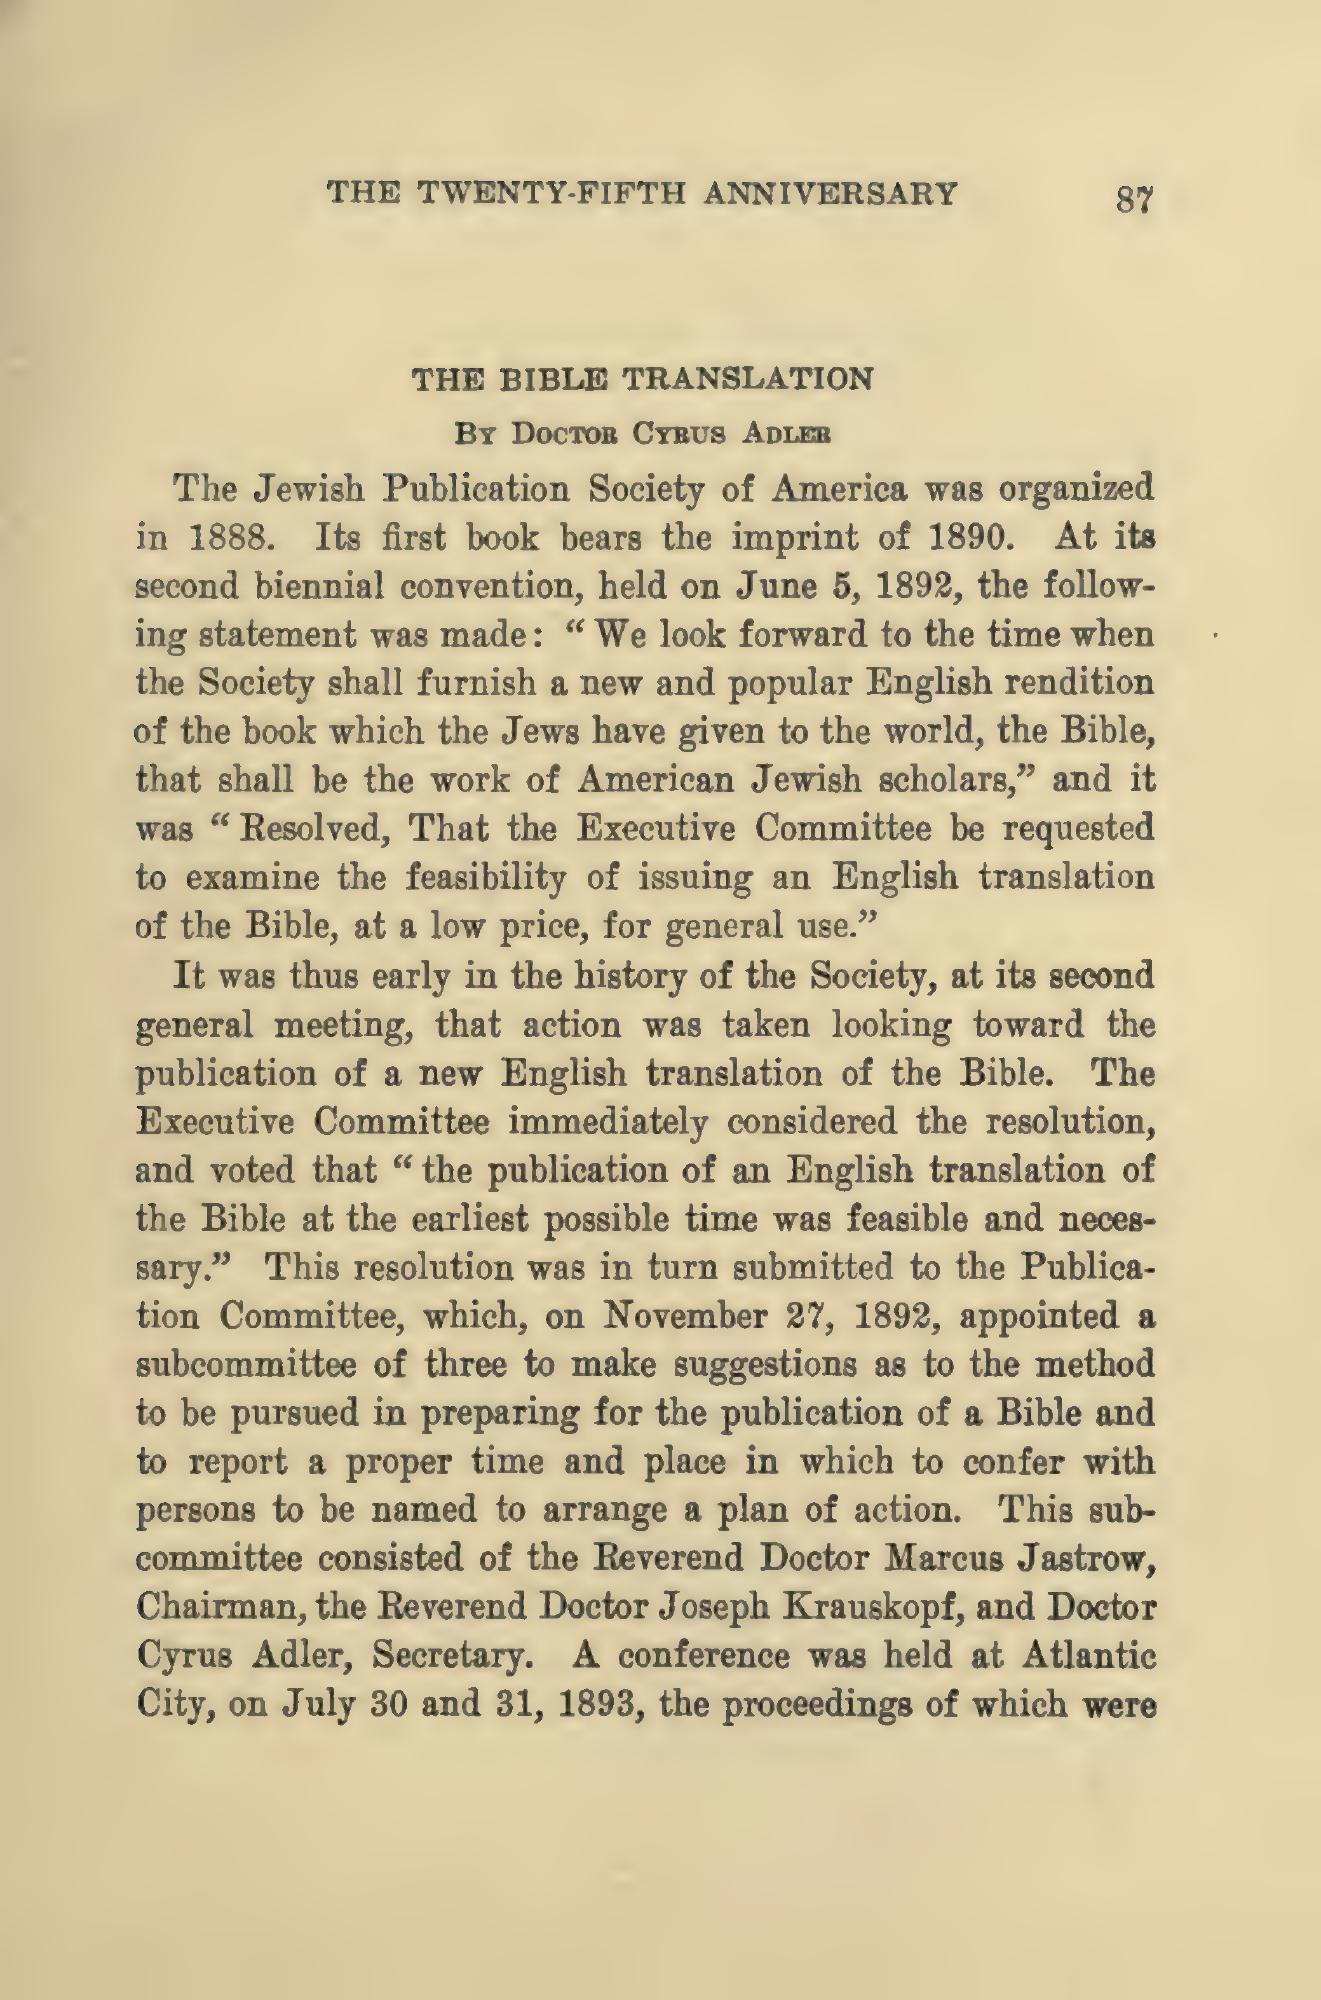 THE TWENTY-FIFTH ANNIVERSARY 87
THE BIBLE TRANSLATION
By Doctor Cyrus Adler
The Jewish Publication Society of America was organized
in 1888. Its first book bears the imprint of 1890. At its
second biennial convention, held on June 5, 1892, the follow-
ing statement was made: “We look forward to the time when
the Society shall furnish a new and popular English rendition
of the book which the Jews have given to the world, the Bible,
that shall be the work of American Jewish scholars,” and it
was “Resolved, That the Executive Committee be requested
to examine the feasibility of issuing an English translation
of the Bible, at a low price, for general use.”
It was thus early in the history of the Society, at its second
general meeting, that action was taken looking toward the
publication of a new English translation of the Bible. The
Executive Committee immediately considered the resolution,
and voted that “the publication of an English translation of
the Bible at the earliest possible time was feasible and neces-
sary.” This resolution was in turn submitted to the Publica-
tion Committee, which, on November 27, 1892, appointed a
subcommittee of three to make suggestions as to the method
to be pursued in preparing for the publication of a Bible and
to report a proper time and place in which to confer with
persons to be named to arrange a plan of action. This sub-
committee consisted of the Reverend Doctor Marcus Jastrow,
Chairman, the Reverend Doctor Joseph Krauskopf, and Doctor
Cyrus Adler, Secretary. A conference was held at Atlantic
City, on July 30 and 31, 1893, the proceedings of which were